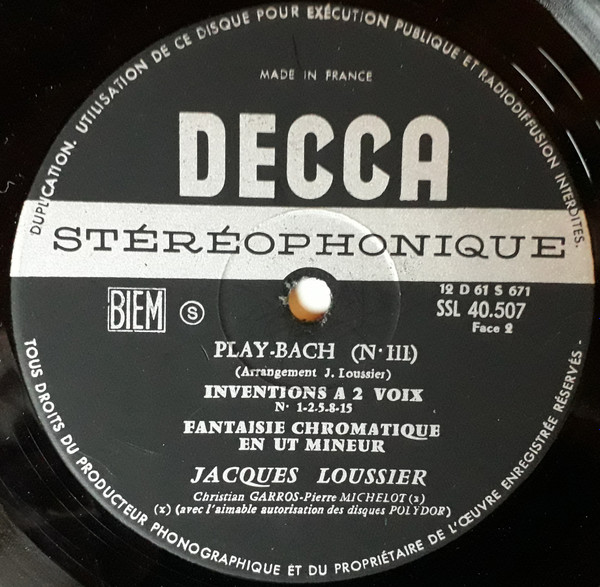 DUPLICATION. UTILISATION DE CE DISQUE POUR EXÉCUTION PUBLIQUE ET RADIODIFFUSION INTERDITES.
MADE IN FRANCE
DECCA
STÉRÉOPHONIQUE
BIEM S
12 D 61 S 671
SSL 40.507
Face 2
PLAY-BACH (N· III)
(Arrangement J. Loussier)
INVENTIONS A 2 VOIX
N· 1-2-5-8-15
FANTAISIE CHROMATIQUE
EN UT MINEUR
JACQUES LOUSSIER
Christian GARROS-Pierre MICHELOT (x)
(x) (avec l'aimable autorisation des disques POLYDOR)
TOUS DROITS DU PRODUCTEUR PHONOGRAPHIQUE ET DU PROPRIÉTAIRE DE L'ŒUVRE ENREGISTRÉE RÉSERVÉS -